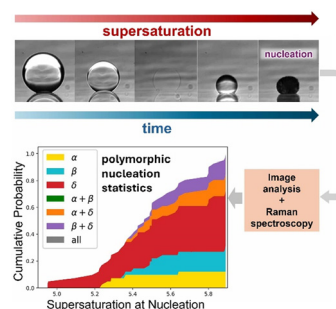 supersaturation
nucleation
time
polymorphic
nucleation
statistics
α
β
δ
α + β
α + δ
β + δ
all
Cumulative Probability
1.0
0.8
0.6
0.4
0.2
0.0
5.0
5.2
5.4
5.6
5.8
Supersaturation at Nucleation
Image
analysis
+
Raman
spectroscopy